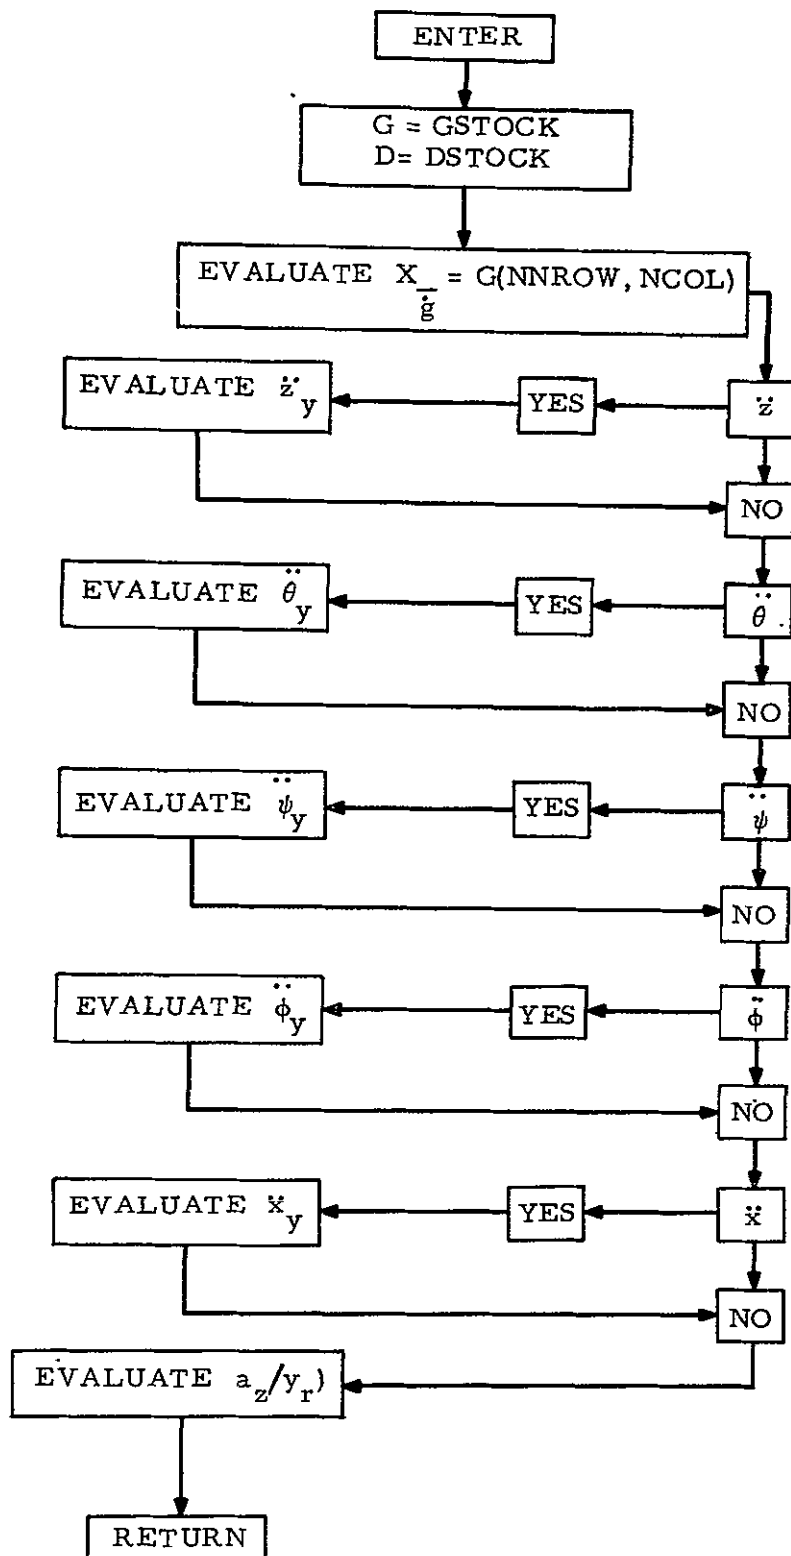 ENTER
G = GSTOCK
D= DSTOCK
EVALUATE X_ġ = G(NNROW, NCOL)
EVALUATE z̈_y
YES
z̈
NO
EVALUATE θ̈_y
YES
θ̈
NO
EVALUATE ψ̈_y
YES
ψ̈
NO
EVALUATE ϕ̈_y
YES
ϕ̈
NO
EVALUATE ẍ_y
YES
ẍ
NO
EVALUATE a_z/y_r)
RETURN